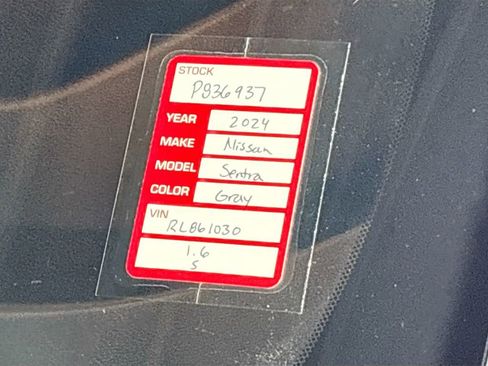 STOCK
P936937
YEAR 2024
MAKE Nissan
MODEL Sentra
COLOR Gray
VIN
RL861030
1.6
S